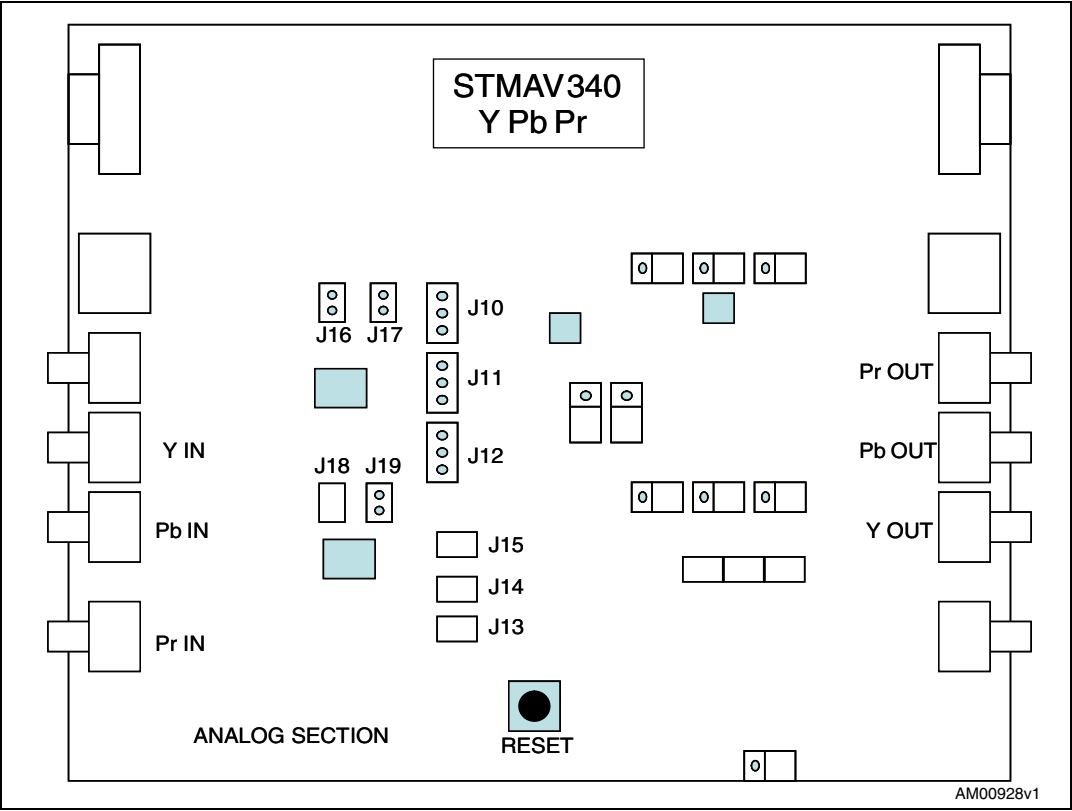 STMAV340
Y Pb Pr
J10
J16 J17
Pr OUT
J11
Y IN
Pb OUT
J12
J18 J19
Pb IN
Y OUT
J15
J14
J13
Pr IN
ANALOG SECTION
RESET
AM00928v1